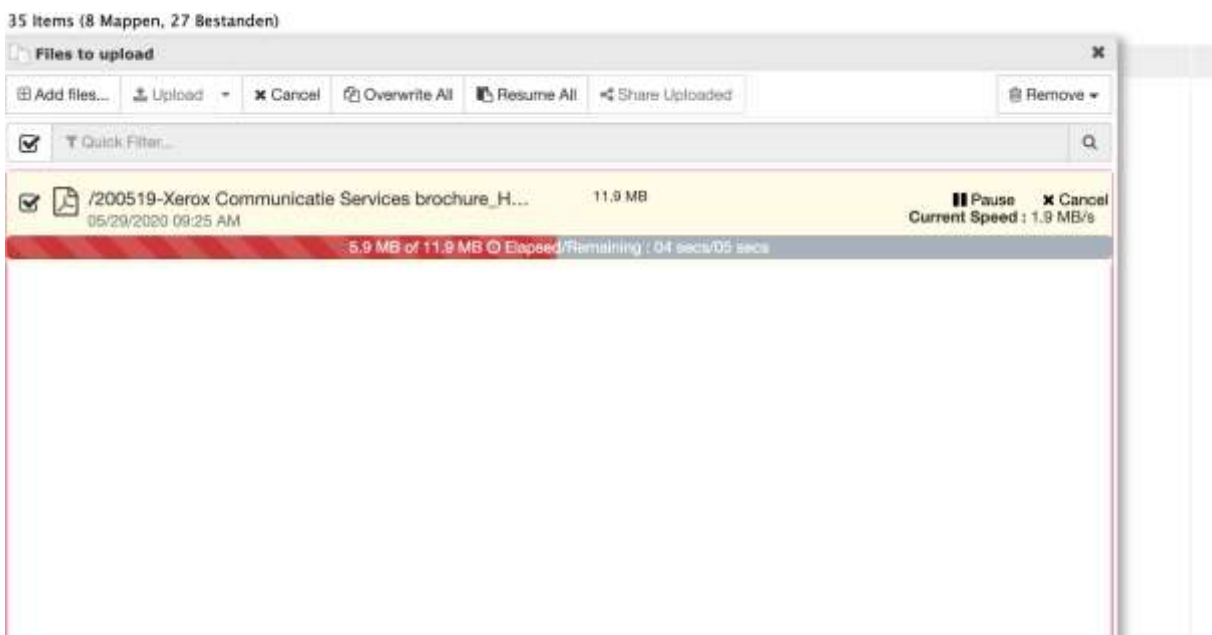 35 Items (8 Mappen, 27 Bestanden)
Files to upload
Add files... Upload Cancel Overwrite All Resume All Share Uploaded Remove
Quick Filter...
/200519-Xerox Communicatie Services brochure_H... 11.9 MB Pause Cancel
05/29/2020 09:25 AM Current Speed : 1.9 MB/s
5.9 MB of 11.9 MB Elapsed/Remaining : 04 secs/05 secs